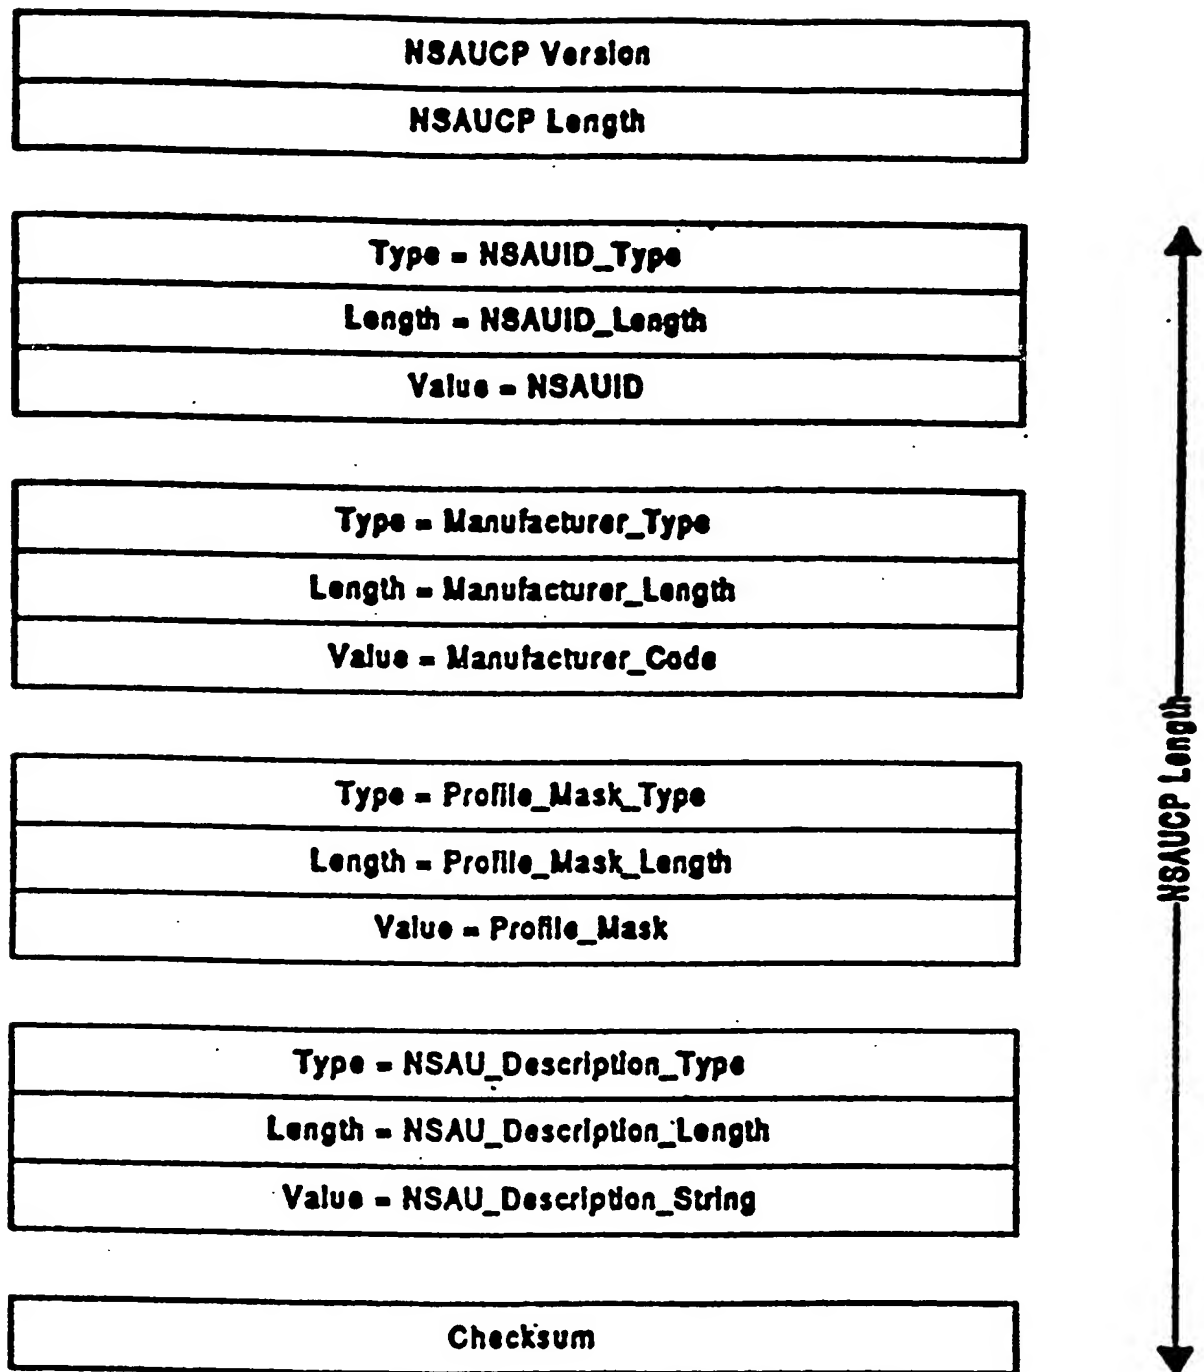 NSAUCP Version
NSAUCP Length
Type = NSAUID_Type
Length = NSAUID_Length
Value = NSAUID
Type = Manufacturer_Type
Length = Manufacturer_Length
Value = Manufacturer_Code
Type = Profile_Mask_Type
Length = Profile_Mask_Length
Value = Profile_Mask
Type = NSAU_Description_Type
Length = NSAU_Description_Length
Value = NSAU_Description_String
Checksum
NSAUCP Length